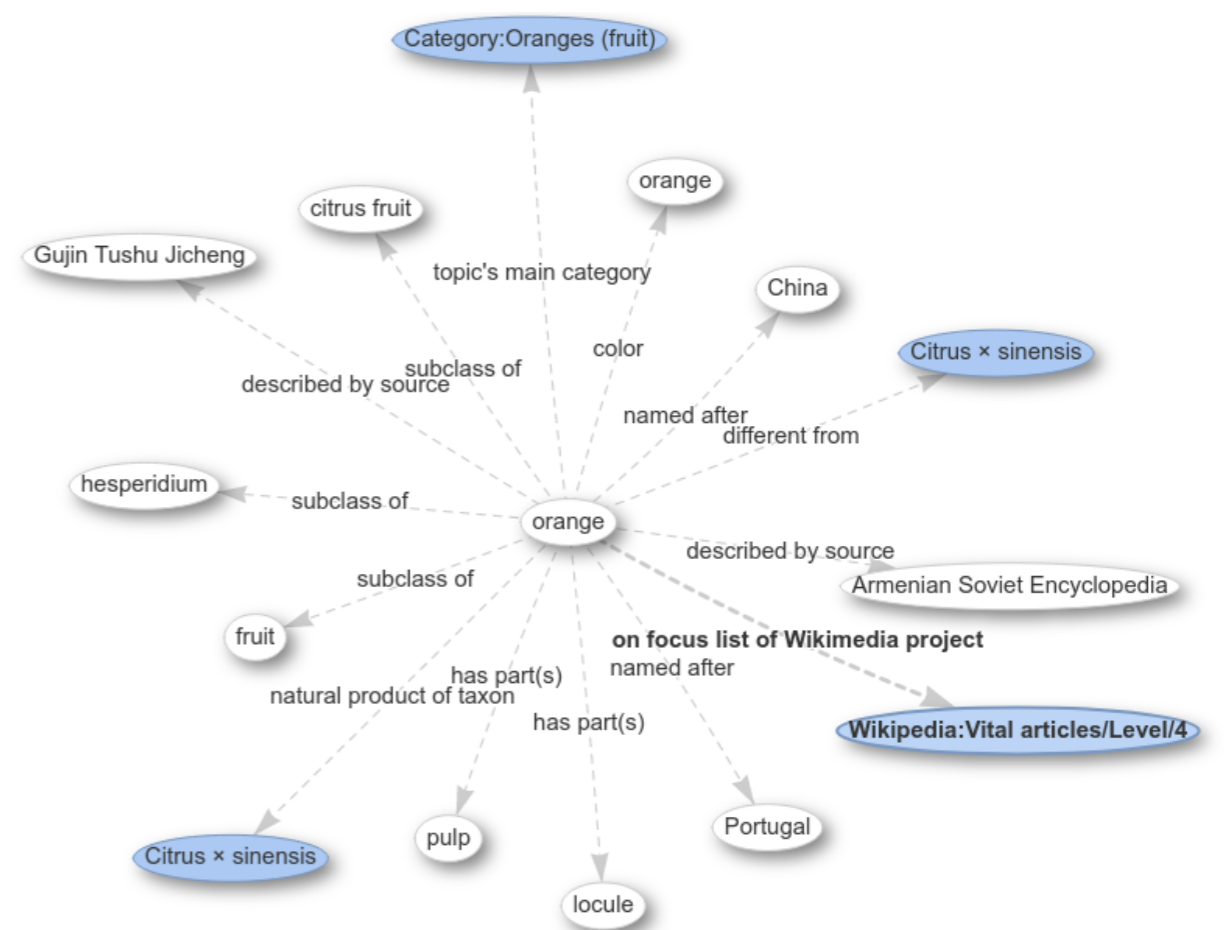 Category:Oranges (fruit)
orange
citrus fruit
Gujin Tushu Jicheng
topic's main category
China
color
Citrus × sinensis
subclass of
described by source
named after
different from
hesperidium
subclass of
orange
described by source
subclass of
Armenian Soviet Encyclopedia
fruit
on focus list of Wikimedia project
named after
has part(s)
natural product of taxon
has part(s)
Wikipedia:Vital articles/Level/4
Portugal
pulp
Citrus × sinensis
locule